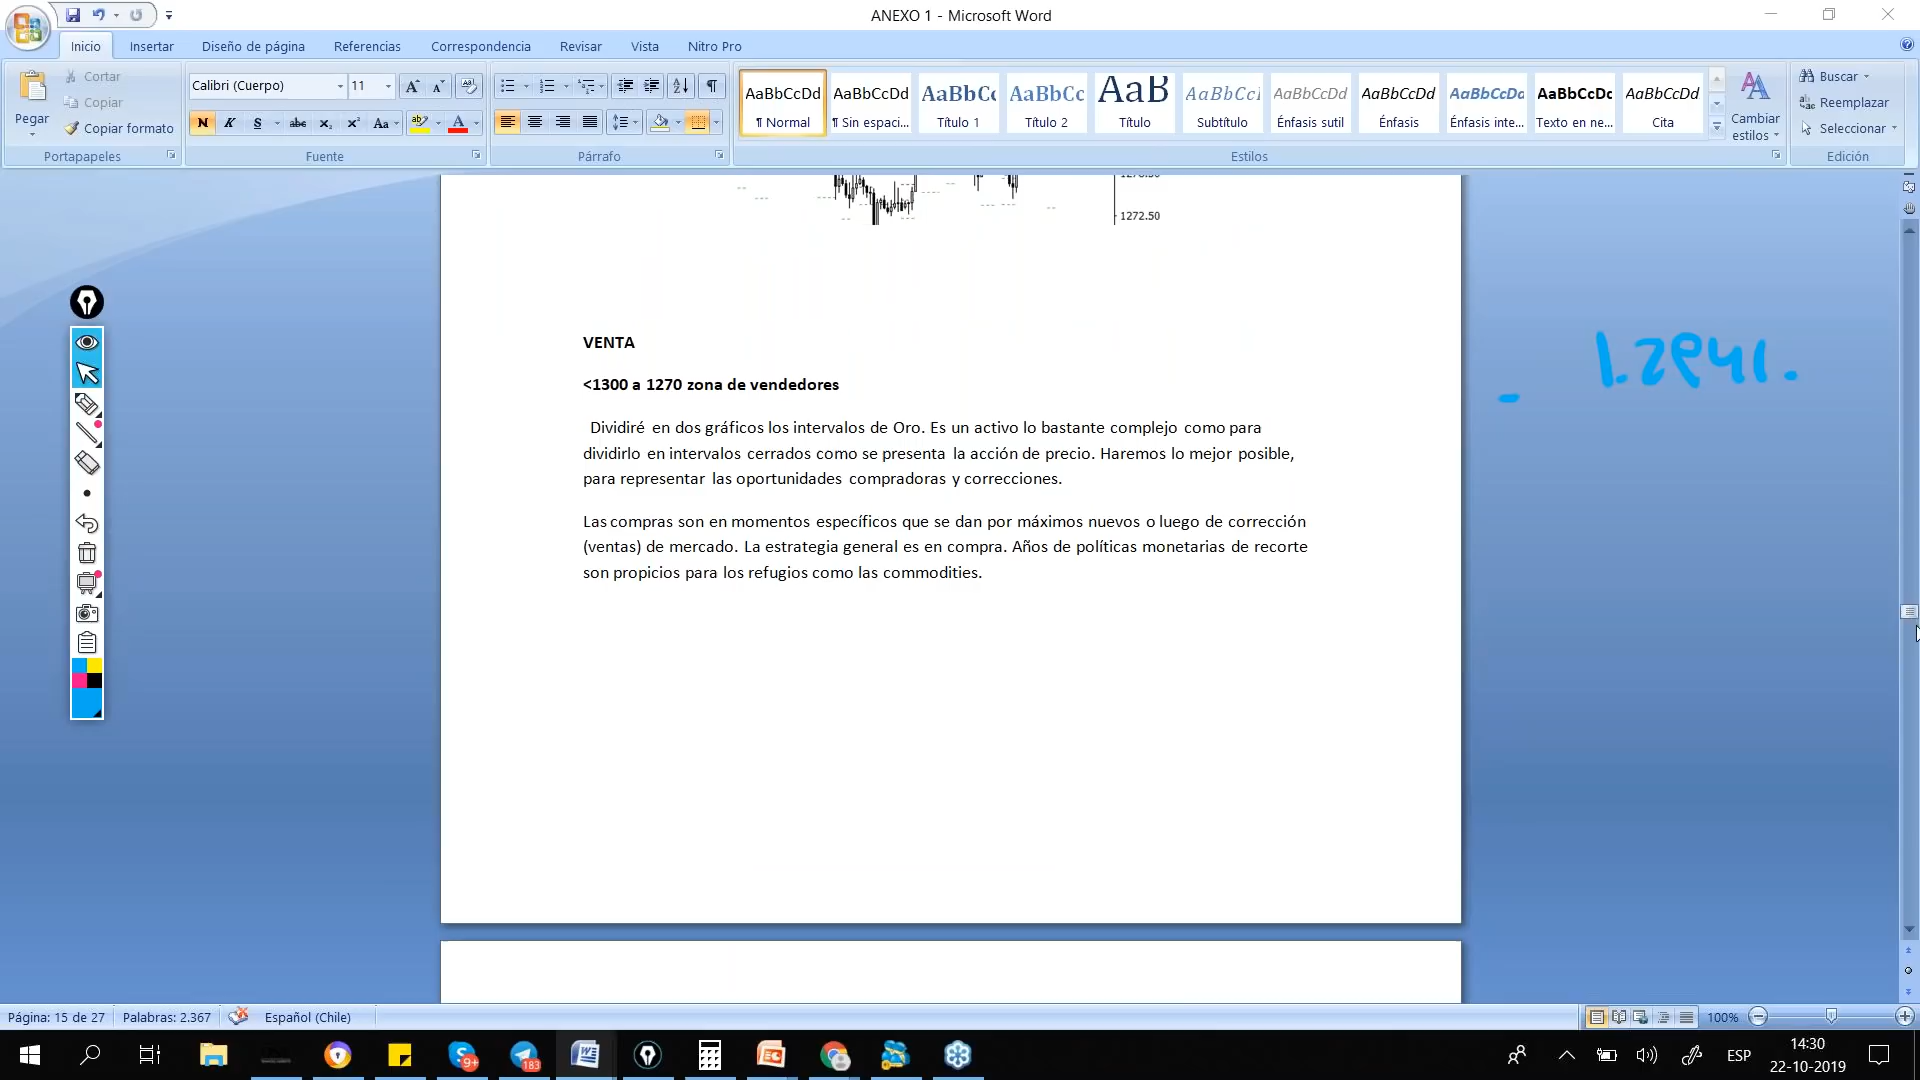 ANEXO 1 - Microsoft Word
Inicio Insertar Diseño de página Referencias Correspondencia Revisar Vista Nitro Pro
Pegar
Cortar
Copiar
Copiar formato
Portapapeles
Calibri (Cuerpo) 11
N K S abc x₂ x² Aa
Fuente
Párrafo
AaBbCcDd AaBbCcDd AaBbCc AaBbCc AaB AaBbCcl AaBbCcDd AaBbCcDd AaBbCcDd AaBbCcDc AaBbCcDd
¶ Normal ¶ Sin espaci... Título 1 Título 2 Título Subtítulo Énfasis sutil Énfasis Énfasis inte... Texto en ne... Cita
Estilos
Cambiar
estilos
Buscar
Reemplazar
Seleccionar
Edición
1272.50
VENTA
<1300 a 1270 zona de vendedores
Dividiré en dos gráficos los intervalos de Oro. Es un activo lo bastante complejo como para
dividirlo en intervalos cerrados como se presenta la acción de precio. Haremos lo mejor posible,
para representar las oportunidades compradoras y correcciones.
Las compras son en momentos específicos que se dan por máximos nuevos o luego de corrección
(ventas) de mercado. La estrategia general es en compra. Años de políticas monetarias de recorte
son propicios para los refugios como las commodities.
1.2941.
Página: 15 de 27 Palabras: 2.367 Español (Chile) 100%
9+ 183
ESP
14:30
22-10-2019